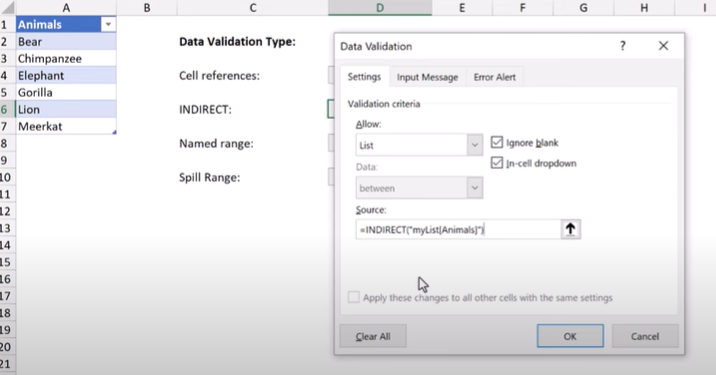 A B C D E F G H I
1 Animals
2 Bear Data Validation Type:
3 Chimpanzee
4 Elephant Cell references:
5 Gorilla
6 Lion INDIRECT:
7 Meerkat
8 Named range:
9
10 Spill Range:
11
12
13
14
15
16
17
18
19
20
21
Data Validation ? ×
Settings Input Message Error Alert
Validation criteria
Allow:
List Ignore blank
Data: In-cell dropdown
between
Source:
=INDIRECT("myList[Animals]")
Apply these changes to all other cells with the same settings
Clear All OK Cancel